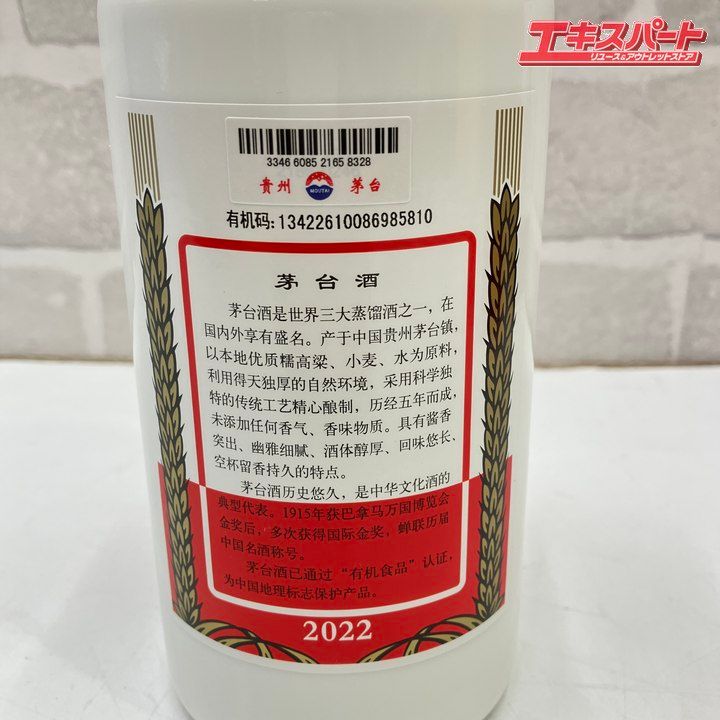 エキスパート
リユース&アウトレットストア
3346 6085 2165 8328
贵州 MOUTAI 茅台
有机码:13422610086985810
茅台酒
茅台酒是世界三大蒸馏酒之一,在
国内外享有盛名。产于中国贵州茅台镇,
以本地优质糯高粱、小麦、水为原料,
利用得天独厚的自然环境,采用科学独
特的传统工艺精心酿制,历经五年而成,
未添加任何香气、香味物质。具有酱香
突出、幽雅细腻、酒体醇厚、回味悠长、
空杯留香持久的特点。
茅台酒历史悠久,是中华文化酒的
典型代表。1915年获巴拿马万国博览会
金奖后,多次获得国际金奖,蝉联历届
中国名酒称号。
茅台酒已通过“有机食品”认证,
为中国地理标志保护产品。
2022